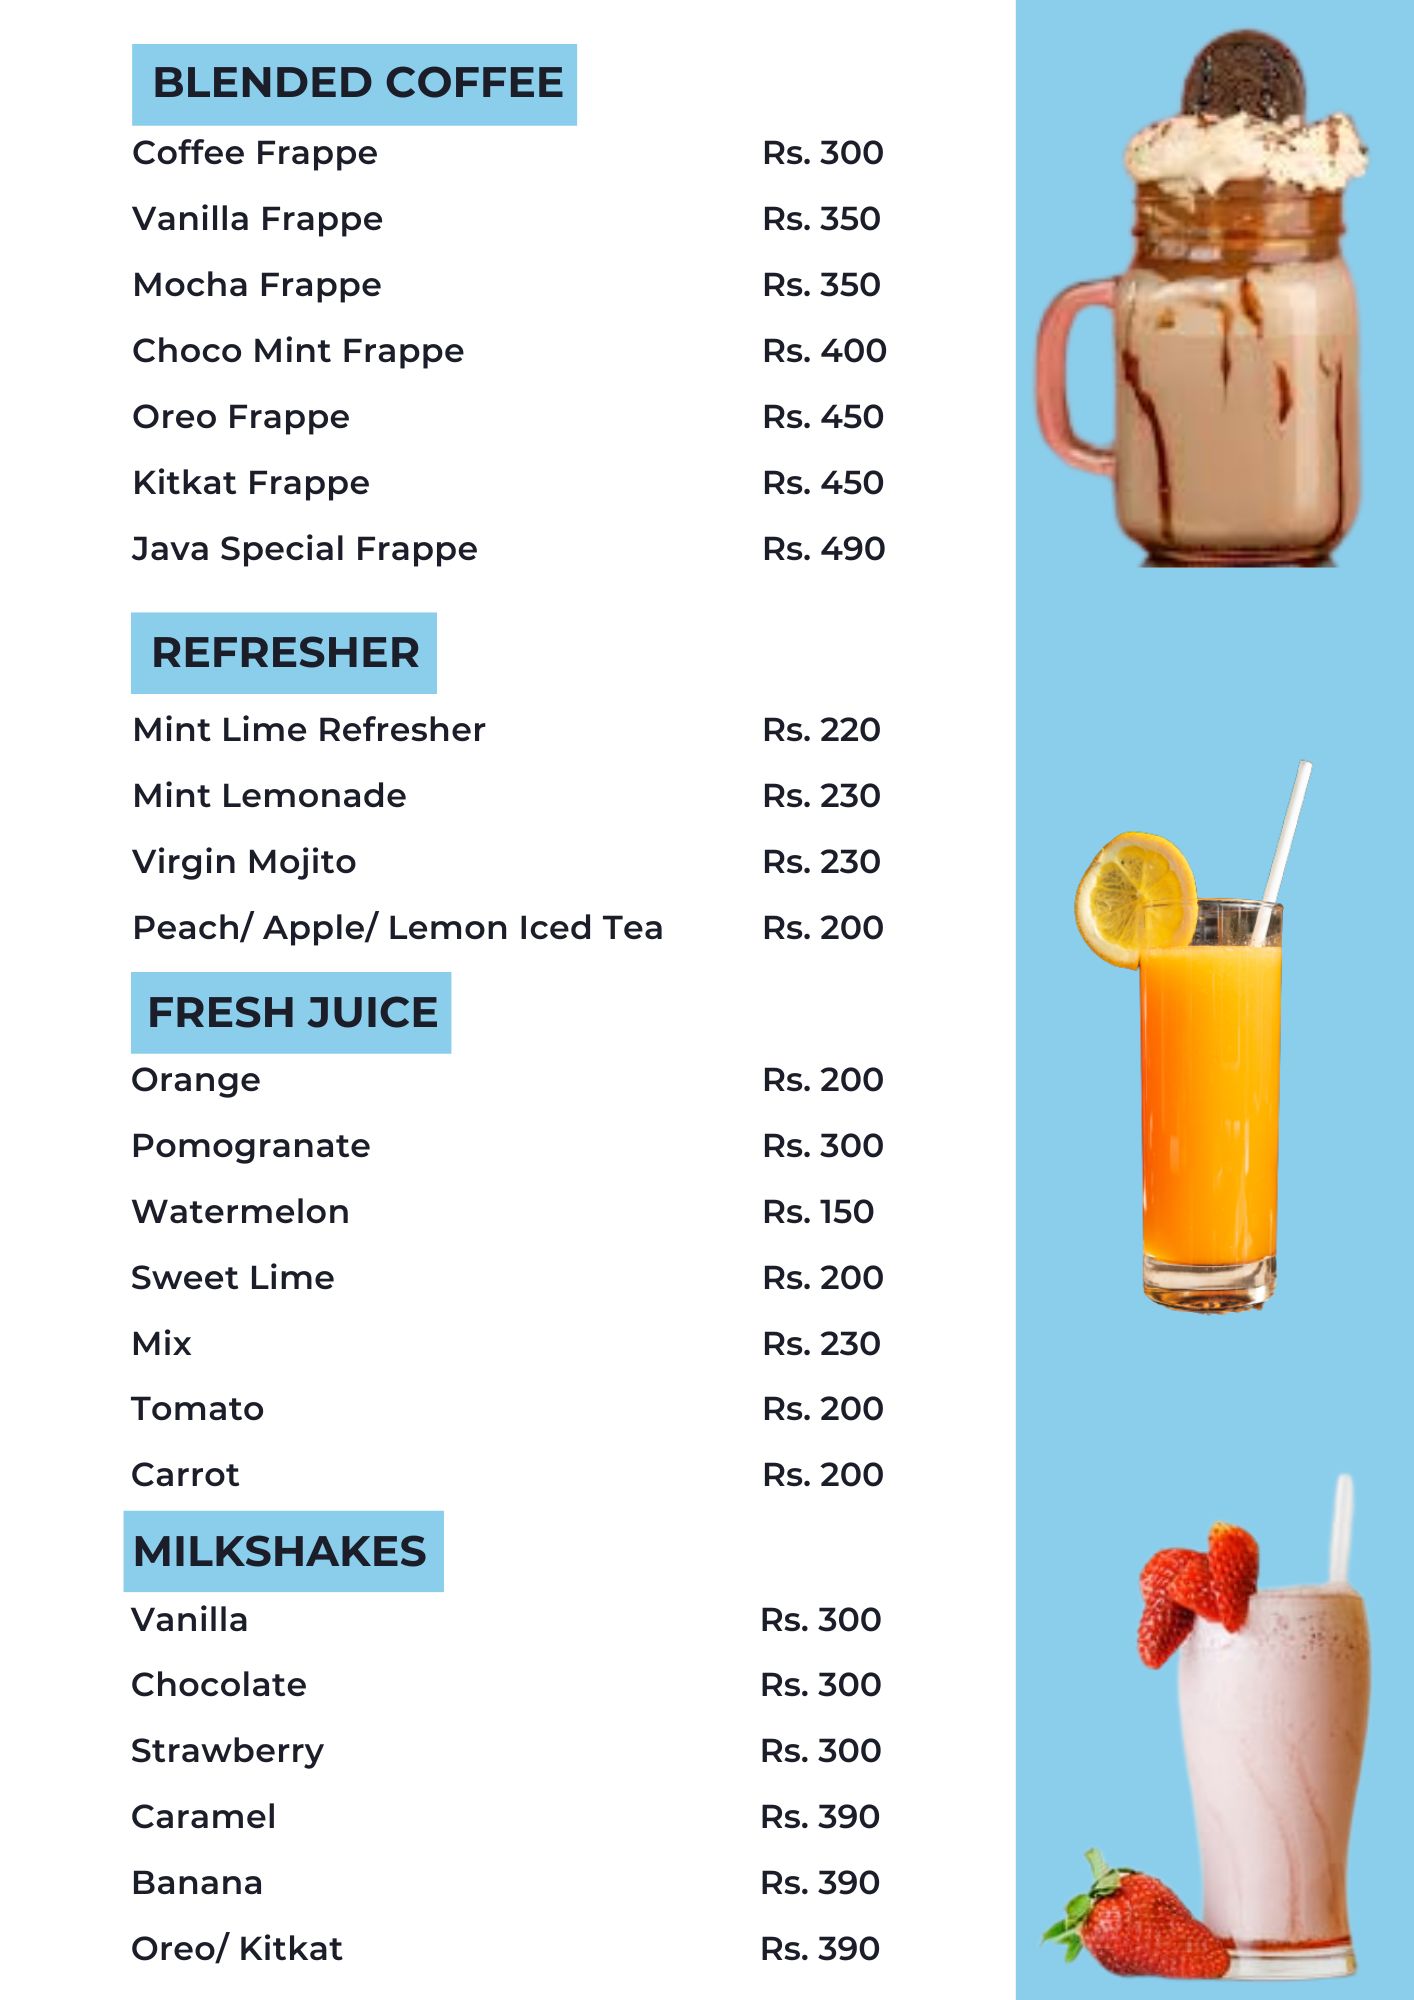 BLENDED COFFEE
Coffee Frappe Rs. 300
Vanilla Frappe Rs. 350
Mocha Frappe Rs. 350
Choco Mint Frappe Rs. 400
Oreo Frappe Rs. 450
Kitkat Frappe Rs. 450
Java Special Frappe Rs. 490
REFRESHER
Mint Lime Refresher Rs. 220
Mint Lemonade Rs. 230
Virgin Mojito Rs. 230
Peach/ Apple/ Lemon Iced Tea Rs. 200
FRESH JUICE
Orange Rs. 200
Pomogranate Rs. 300
Watermelon Rs. 150
Sweet Lime Rs. 200
Mix Rs. 230
Tomato Rs. 200
Carrot Rs. 200
MILKSHAKES
Vanilla Rs. 300
Chocolate Rs. 300
Strawberry Rs. 300
Caramel Rs. 390
Banana Rs. 390
Oreo/ Kitkat Rs. 390